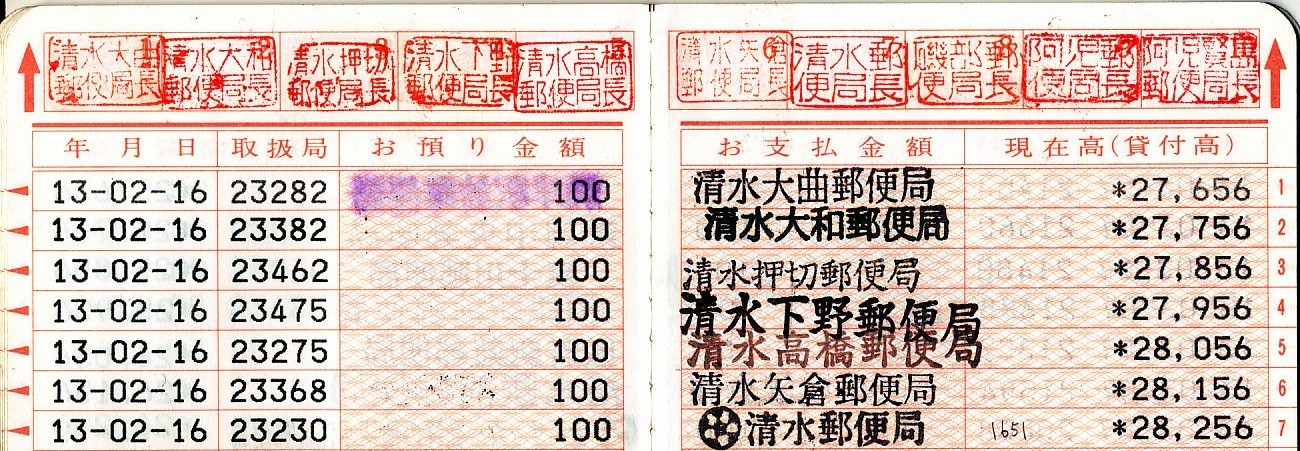 清水大曲郵便局長 1 清水大和郵便局長 2 清水押切郵便局長 3 清水下野郵便局長 清水高橋郵便局長 清水矢倉郵便局長 6 清水郵便局長 磯部郵便局長 8 阿児郵便局長 阿児賢島郵便局長
年月日 取扱局 お預り金額 お支払金額 現在高(貸付高)
13-02-16 23282 100 清水大曲郵便局 *27,656 1
13-02-16 23382 100 清水大和郵便局 *27,756 2
13-02-16 23462 100 清水押切郵便局 *27,856 3
13-02-16 23475 100 清水下野郵便局 *27,956 4
13-02-16 23275 100 清水高橋郵便局 *28,056 5
13-02-16 23368 100 清水矢倉郵便局 *28,156 6
13-02-16 23230 100 清水郵便局 1651 *28,256 7